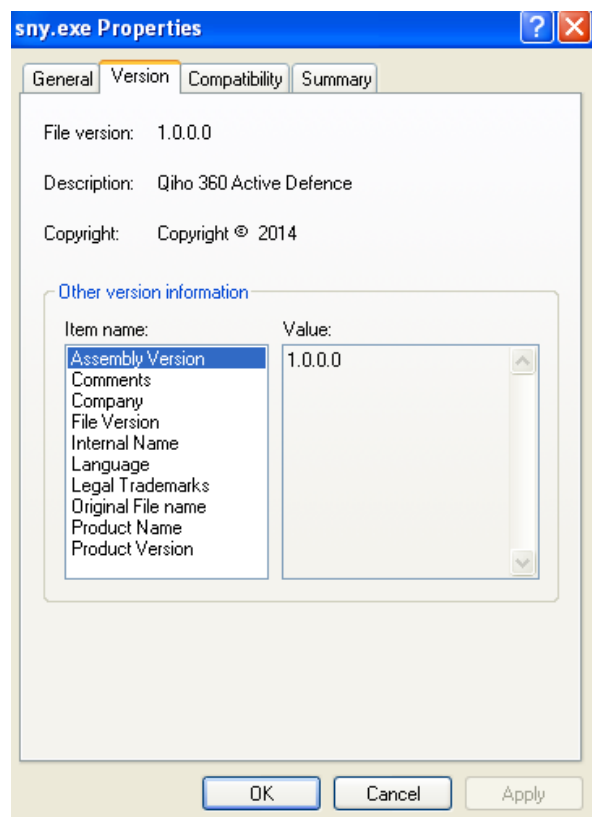 sny.exe Properties
General Version Compatibility Summary
File version: 1.0.0.0
Description: Qiho 360 Active Defence
Copyright: Copyright © 2014
Other version information
Item name: Value:
Assembly Version 1.0.0.0
Comments
Company
File Version
Internal Name
Language
Legal Trademarks
Original File name
Product Name
Product Version
OK Cancel Apply